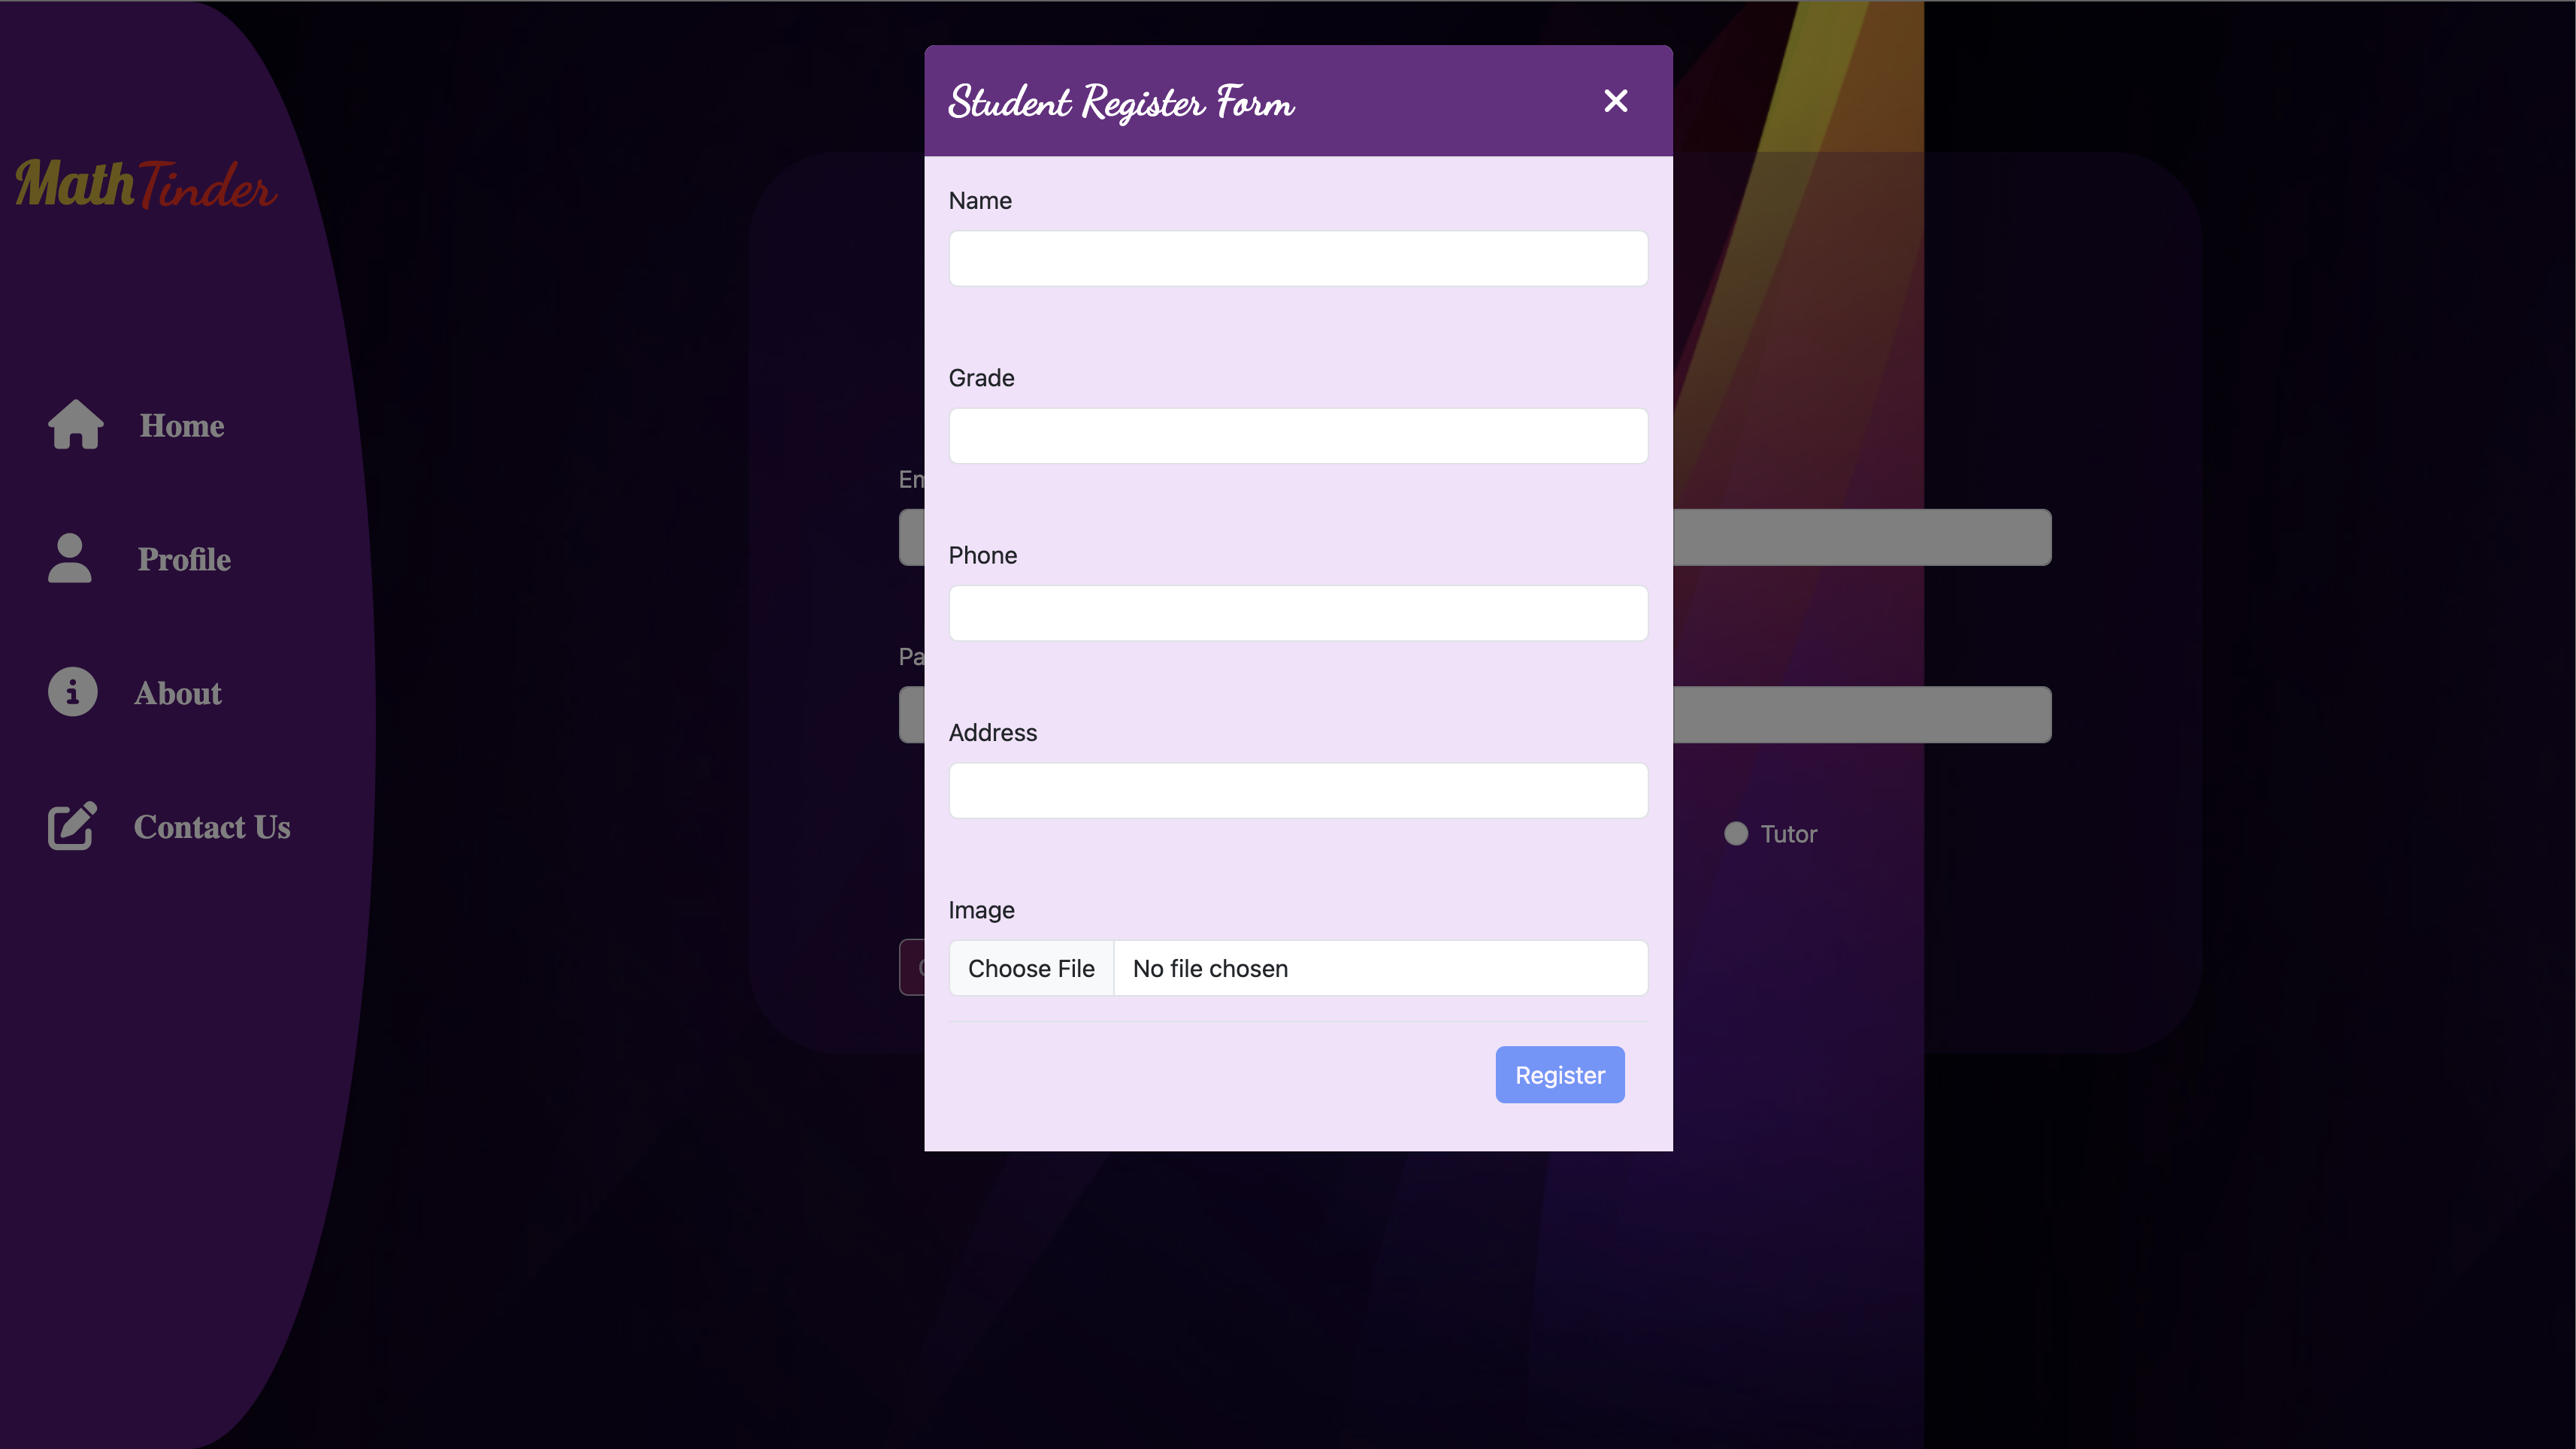 MathTinder
Home
Profile
About
Contact Us
Student Register Form
Name
Grade
Phone
Address
Image
Choose File
No file chosen
Register
Em
Pa
Tutor